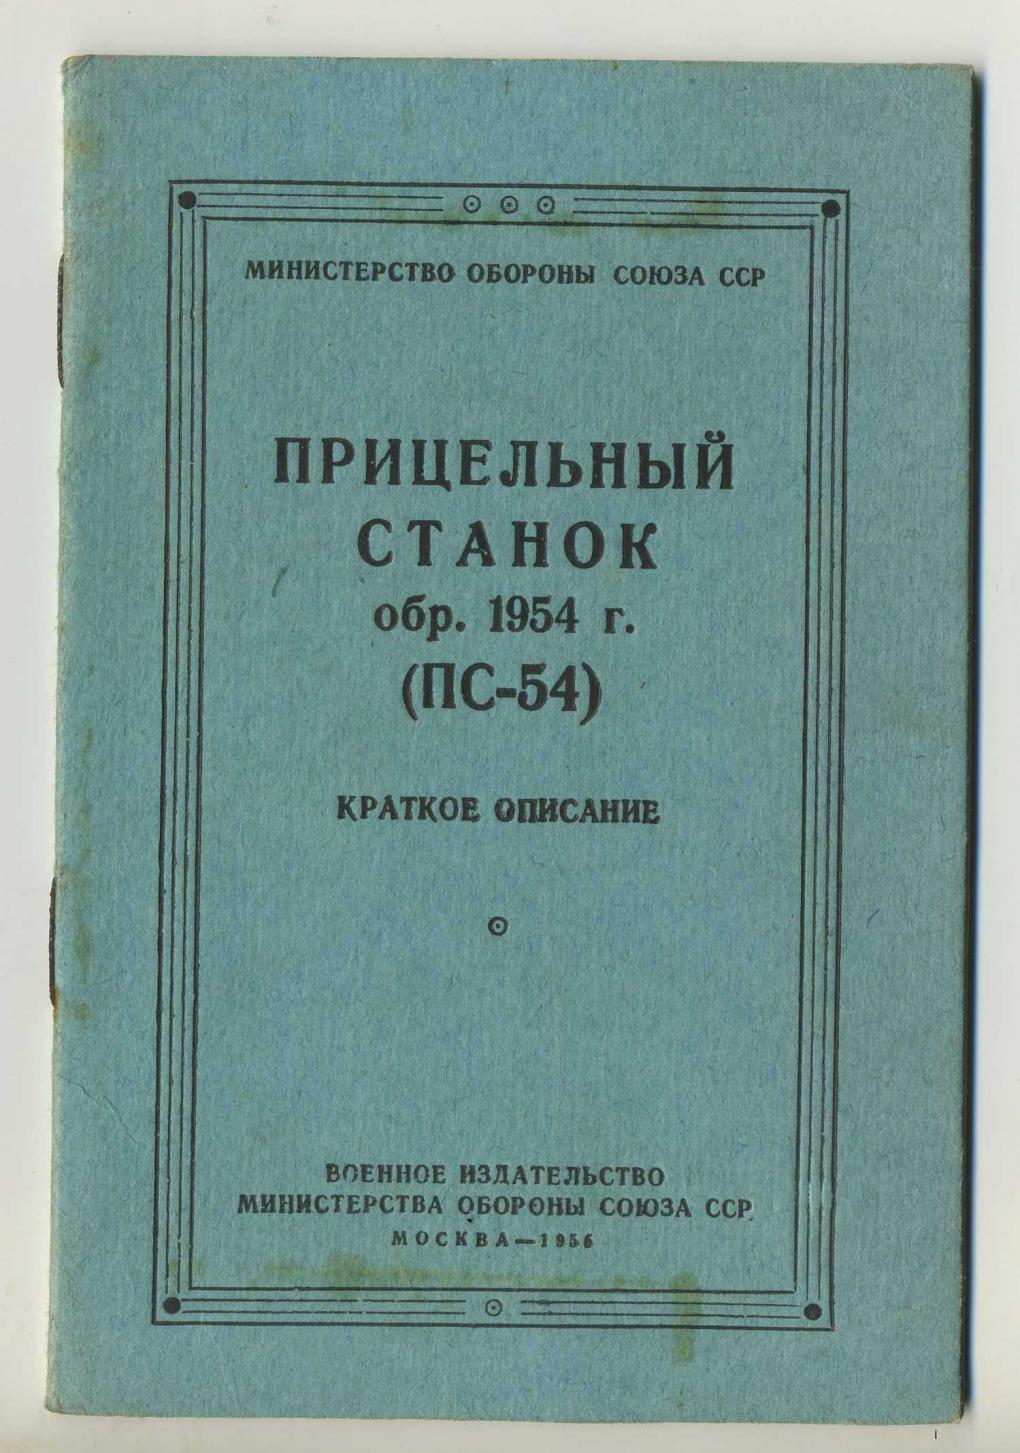 МИНИСТЕРСТВО ОБОРОНЫ СОЮЗА ССР
ПРИЦЕЛЬНЫЙ
СТАНОК
обр. 1954 г.
(ПС-54)
КРАТКОЕ ОПИСАНИЕ
ВОЕННОЕ ИЗДАТЕЛЬСТВО
МИНИСТЕРСТВА ОБОРОНЫ СОЮЗА ССР
МОСКВА—1956